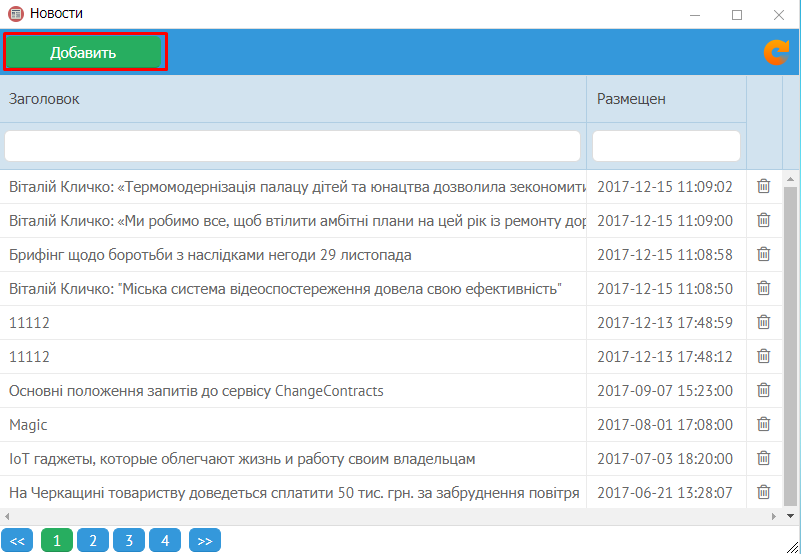 Новости
Добавить
Заголовок Размещен
Віталій Кличко: «Термомодернізація палацу дітей та юнацтва дозволила зекономити 2017-12-15 11:09:02
Віталій Кличко: «Ми робимо все, щоб втілити амбітні плани на цей рік із ремонту дор 2017-12-15 11:09:00
Брифінг щодо боротьби з наслідками негоди 29 листопада 2017-12-15 11:08:58
Віталій Кличко: "Міська система відеоспостереження довела свою ефективність" 2017-12-15 11:08:50
11112 2017-12-13 17:48:59
11112 2017-12-13 17:48:12
Основні положення запитів до сервісу ChangeContracts 2017-09-07 15:23:00
Magic 2017-08-01 17:08:00
IoT гаджеты, которые облегчают жизнь и работу своим владельцам 2017-07-03 18:20:00
На Черкащині товариству доведеться сплатити 50 тис. грн. за забруднення повітря 2017-06-21 13:28:07
<< 1 2 3 4 >>